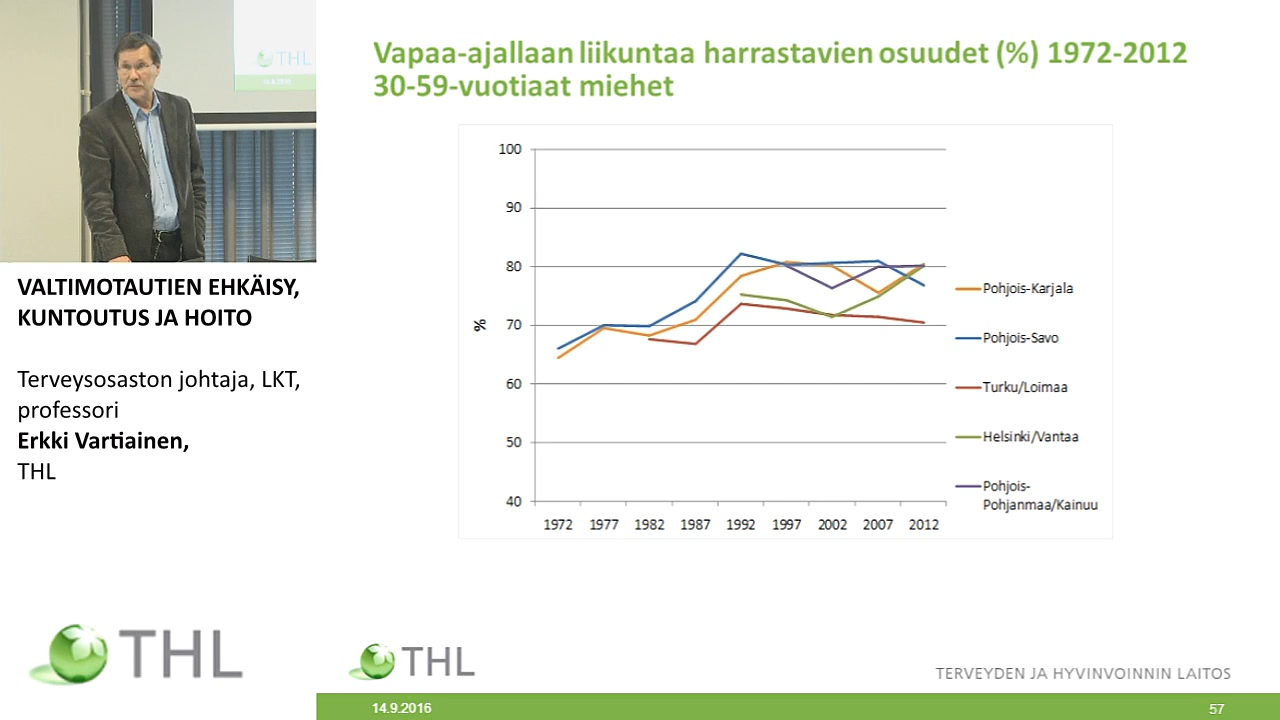 THL
VALTIMOTAUTIEN EHKÄISY,
KUNTOUTUS JA HOITO
Terveysosaston johtaja, LKT,
professori
Erkki Vartiainen,
THL
THL
Vapaa-ajallaan liikuntaa harrastavien osuudet (%) 1972-2012
30-59-vuotiaat miehet
100
90
80
70
60
50
40
%
1972 1977 1982 1987 1992 1997 2002 2007 2012
Pohjois-Karjala
Pohjois-Savo
Turku/Loimaa
Helsinki/Vantaa
Pohjois-
Pohjanmaa/Kainuu
THL
TERVEYDEN JA HYVINVOINNIN LAITOS
14.9.2016
57